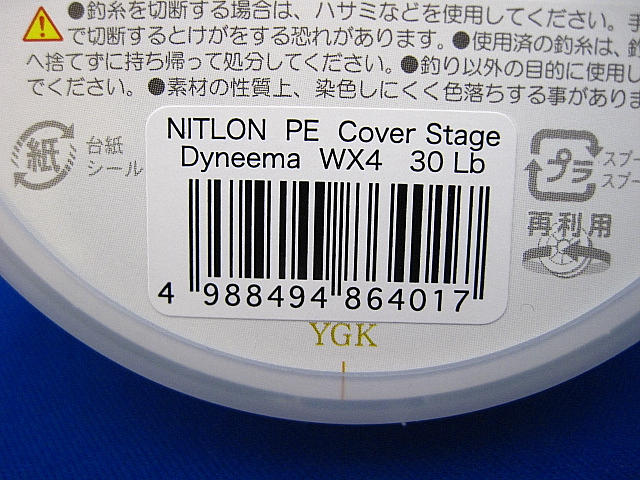 ●釣糸を切断する場合は、ハサミなどを使用してください。手
で切断するとけがをする恐れがあります。●使用済の釣糸は、釣
へ捨てずに持ち帰って処分してください。●釣り以外の目的に使用し
でください。●素材の性質上、染色しにくく色落ちする事がありま
紙
台紙
シール
NITLON PE Cover Stage
Dyneema WX4 30 Lb
4 988494 864017
プラ
スプー
スプー
再利用
YGK